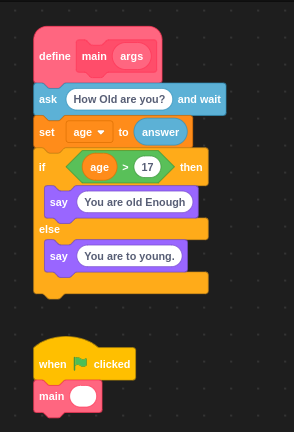 define main args
ask How Old are you? and wait
set age to answer
if age > 17 then
say You are old Enough
else
say You are to young.
when clicked
main